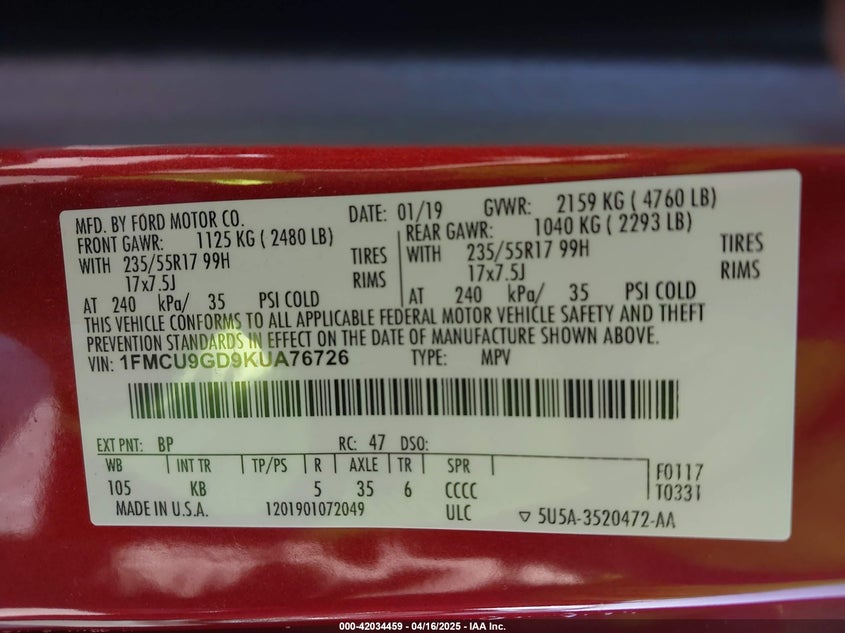 MFD. BY FORD MOTOR CO. DATE: 01/19 GVWR: 2159 KG ( 4760 LB)
FRONT GAWR: 1125 KG ( 2480 LB) REAR GAWR: 1040 KG ( 2293 LB)
WITH 235/55R17 99H TIRES WITH 235/55R17 99H TIRES
17x7.5J RIMS 17x7.5J RIMS
AT 240 kPa/ 35 PSI COLD AT 240 kPa/ 35 PSI COLD
THIS VEHICLE CONFORMS TO ALL APPLICABLE FEDERAL MOTOR VEHICLE SAFETY AND THEFT
PREVENTION STANDARDS IN EFFECT ON THE DATE OF MANUFACTURE SHOWN ABOVE.
VIN: 1FMCU9GD9KUA76726 TYPE: MPV
EXT PNT: BP RC: 47 DSO:
WB INT TR TP/PS R AXLE TR SPR F0117
105 KB 5 35 6 CCCC T0331
MADE IN U.S.A. 1201901072049 ULC ▽ 5U5A-3520472-AA
000-42034459 - 04/16/2025 - IAA Inc.